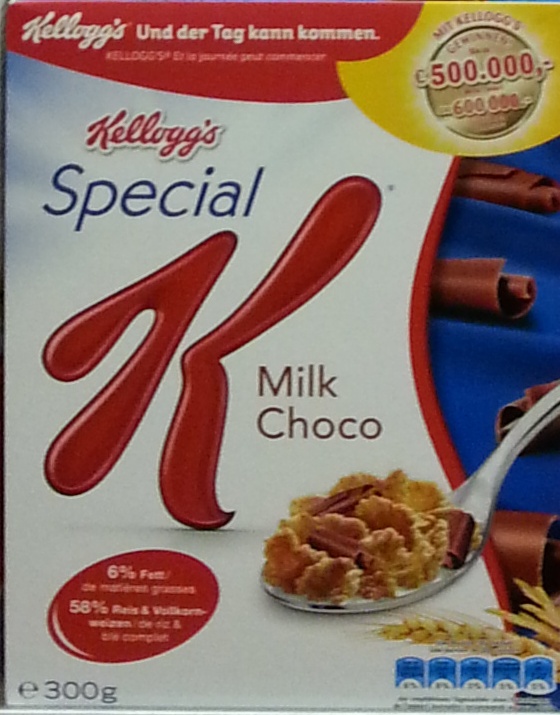 Kellogg's Und der Tag kann kommen.
KELLOGG'S® Et la journée peut commencer
MIT KELLOGG'S
GEWINNEN
€500.000,-
600.000,-
Kellogg's
Special
K
Milk
Choco
6% Fett/
de matières grasses
58% Reis & Vollkorn-
weizen/de riz &
blé complet
e 300g